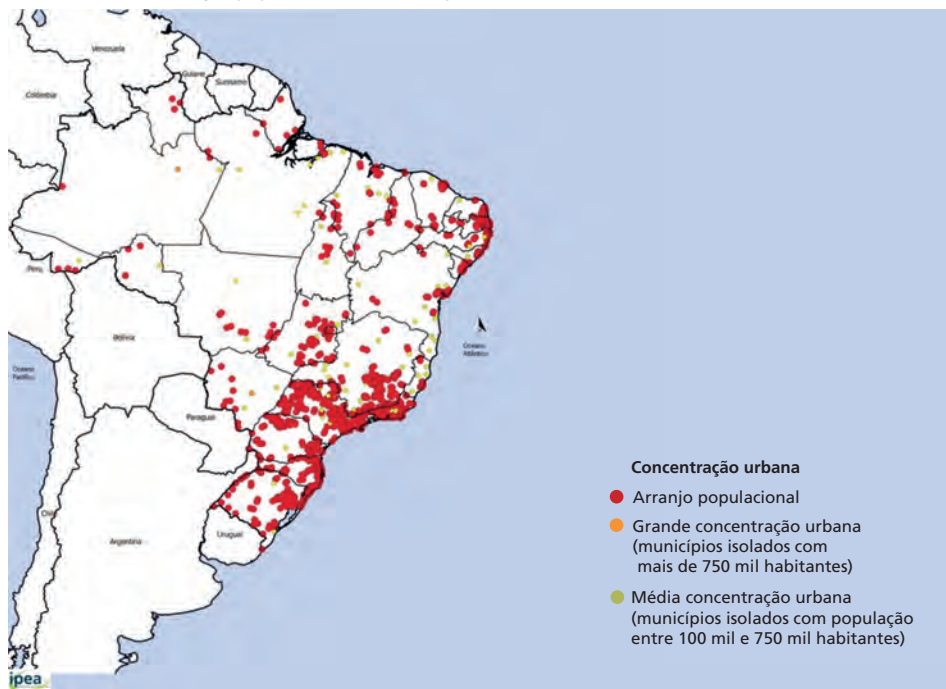 Venezuela
Guiana
Suriname
Colômbia
Peru
Bolívia
Oceano
Pacífico
Oceano
Atlântico
Paraguai
Chile
Argentina
Uruguai
Concentração urbana
Arranjo populacional
Grande concentração urbana
(municípios isolados com
mais de 750 mil habitantes)
Média concentração urbana
(municípios isolados com população
entre 100 mil e 750 mil habitantes)
ipea